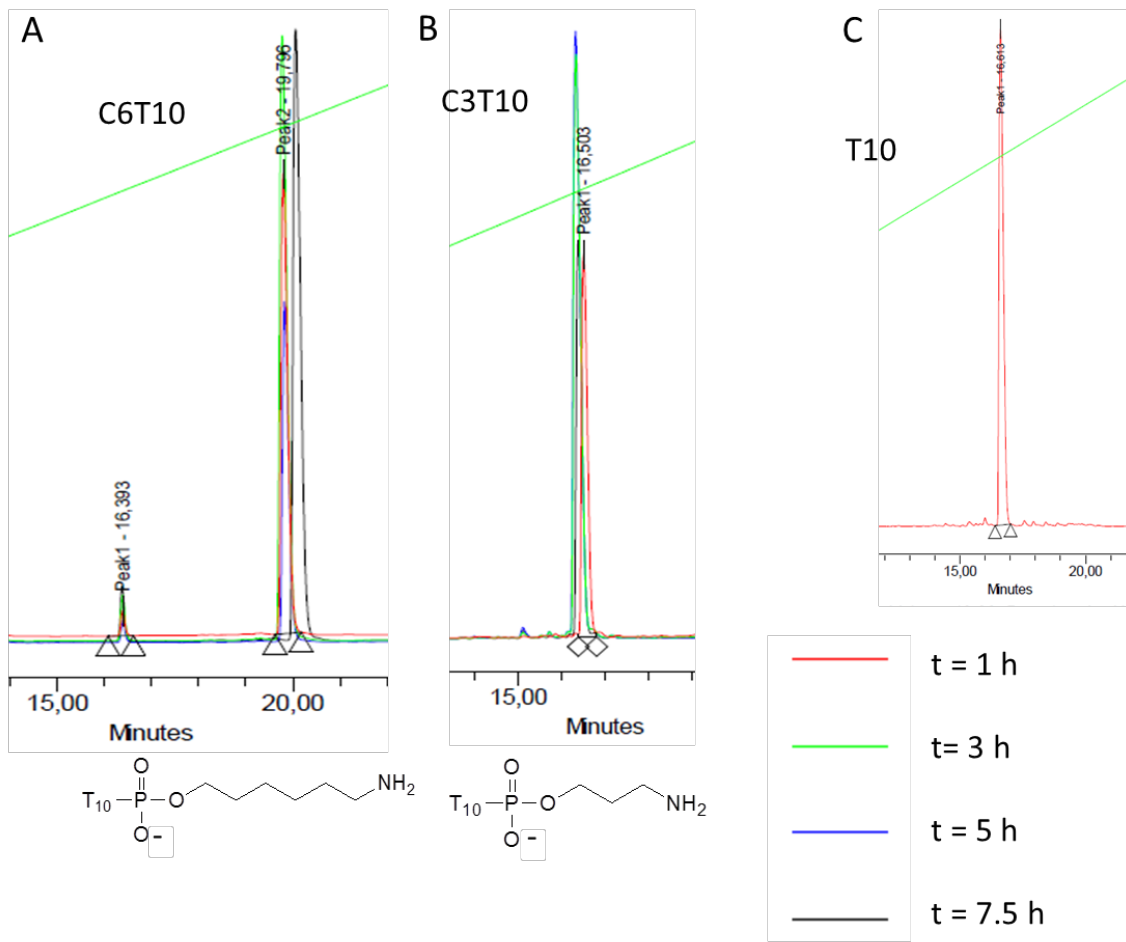 A
C6T10
Peak1 - 16,393
Peak2 - 19,796
15,00 20,00
Minutes
O
T10 P O NH2
O -
B
C3T10
Peak1 - 16,503
15,00
Minutes
O
T10 P O NH2
O -
C
T10
Peak1 - 16,613
15,00 20,00
Minutes
t = 1 h
t= 3 h
t = 5 h
t = 7.5 h